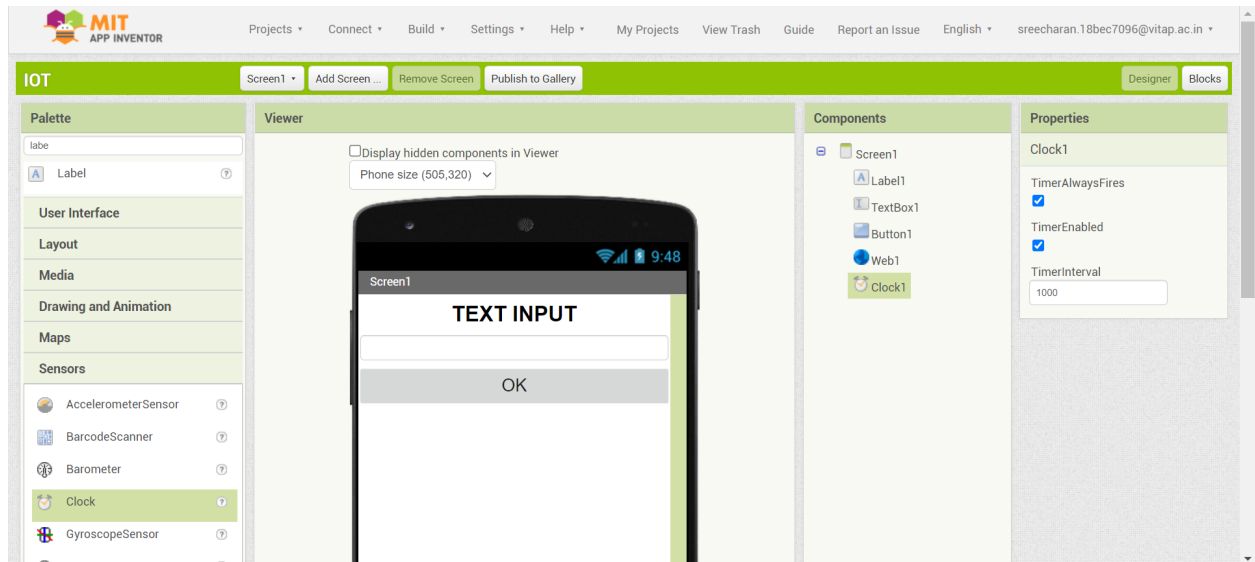 MIT
APP INVENTOR
Projects Connect Build Settings Help My Projects View Trash Guide Report an Issue English sreecharan.18bec7096@vitap.ac.in
IOT Screen1 Add Screen ... Remove Screen Publish to Gallery Designer Blocks
Palette
labe
Label
User Interface
Layout
Media
Drawing and Animation
Maps
Sensors
AccelerometerSensor
BarcodeScanner
Barometer
Clock
GyroscopeSensor
Viewer
Display hidden components in Viewer
Phone size (505,320)
9:48
Screen1
TEXT INPUT
OK
Components
Screen1
Label1
TextBox1
Button1
Web1
Clock1
Properties
Clock1
TimerAlwaysFires
TimerEnabled
TimerInterval
1000